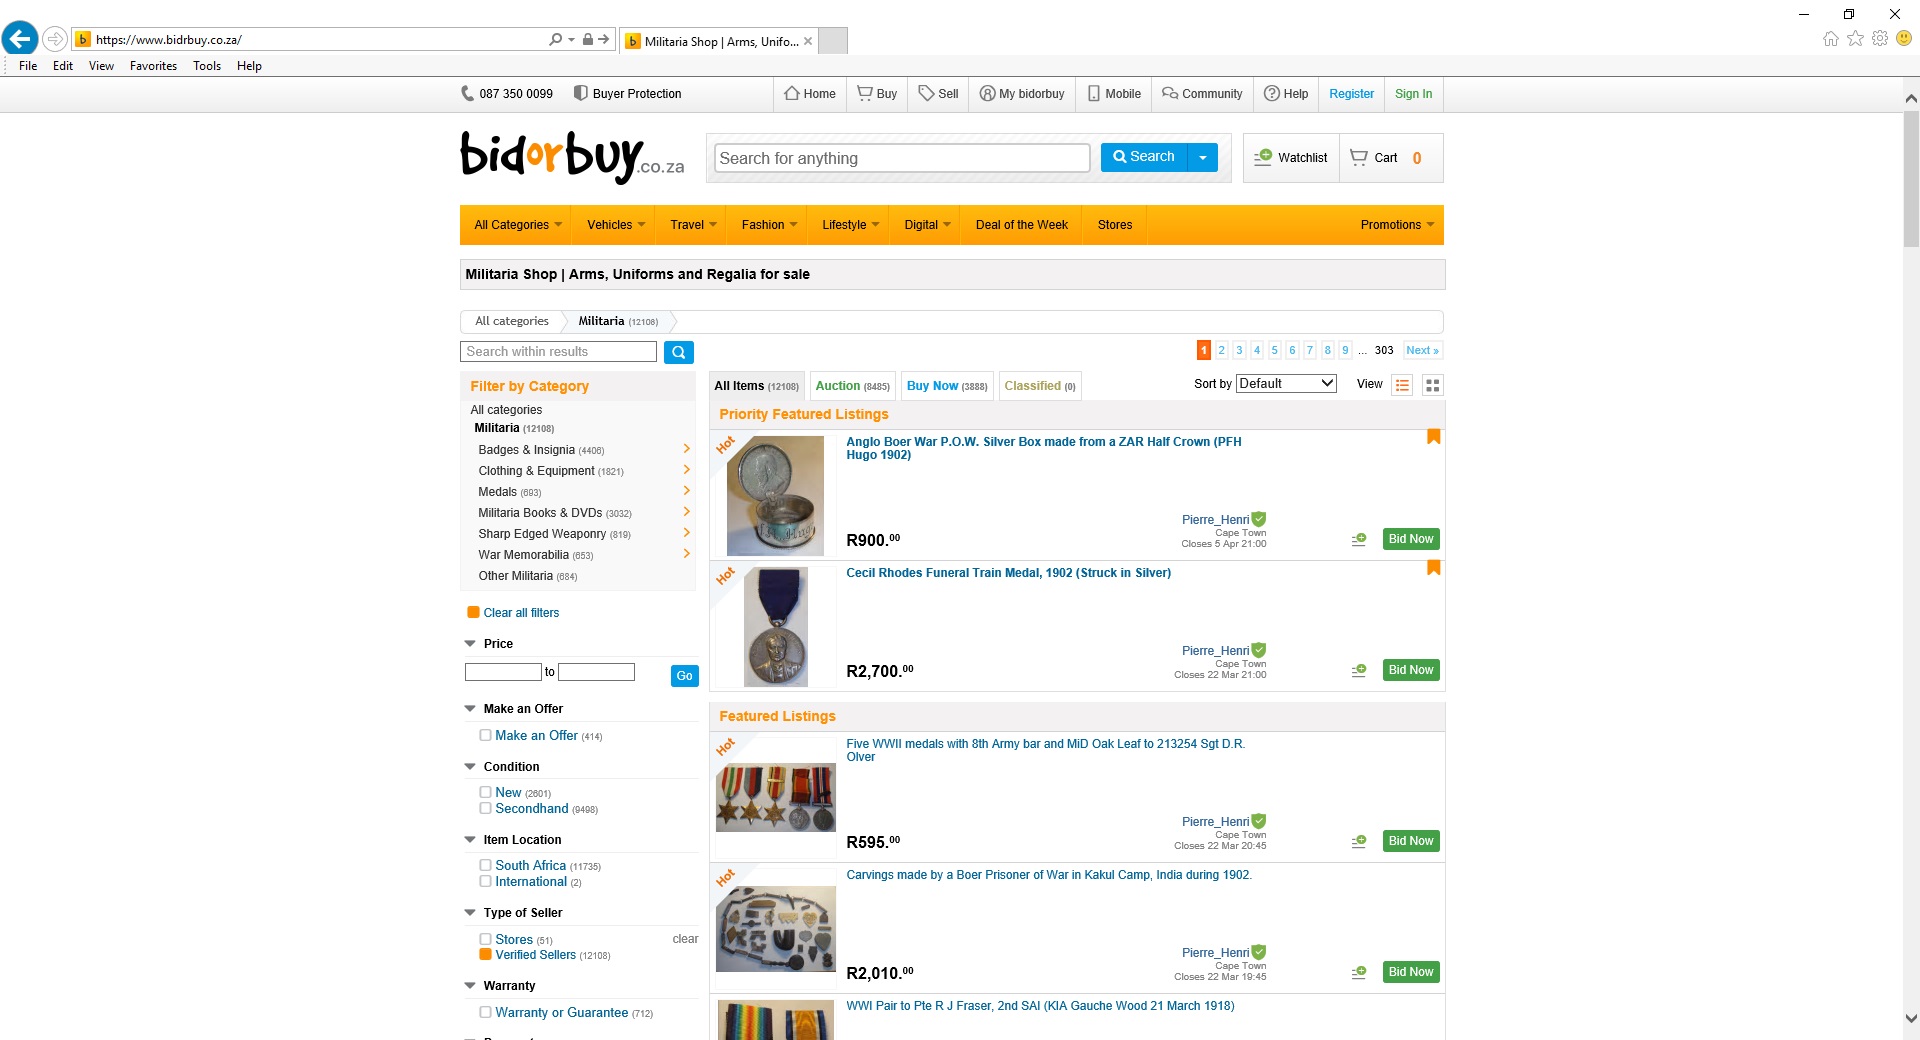 https://www.bidrbuy.co.za/
Militaria Shop | Arms, Unifo...
File Edit View Favorites Tools Help
087 350 0099 Buyer Protection Home Buy Sell My bidorbuy Mobile Community Help Register Sign In
bidorbuy.co.za
Search for anything Search Watchlist Cart 0
All Categories Vehicles Travel Fashion Lifestyle Digital Deal of the Week Stores Promotions
Militaria Shop | Arms, Uniforms and Regalia for sale
All categories Militaria (12108)
Search within results
1 2 3 4 5 6 7 8 9 ... 303 Next »
Filter by Category
All categories
Militaria (12108)
Badges & Insignia (4406)
Clothing & Equipment (1821)
Medals (693)
Militaria Books & DVDs (3032)
Sharp Edged Weaponry (819)
War Memorabilia (653)
Other Militaria (684)
Clear all filters
Price
to Go
Make an Offer
Make an Offer (414)
Condition
New (2601)
Secondhand (9498)
Item Location
South Africa (11735)
International (2)
Type of Seller
Stores (51) clear
Verified Sellers (12108)
Warranty
Warranty or Guarantee (712)
All Items (12108) Auction (8485) Buy Now (3888) Classified (0) Sort by Default View
Priority Featured Listings
Hot
Anglo Boer War P.O.W. Silver Box made from a ZAR Half Crown (PFH
Hugo 1902)
Pierre_Henri
Cape Town
Closes 5 Apr 21:00
R900.00 Bid Now
Hot
Cecil Rhodes Funeral Train Medal, 1902 (Struck in Silver)
Pierre_Henri
Cape Town
Closes 22 Mar 21:00
R2,700.00 Bid Now
Featured Listings
Hot
Five WWII medals with 8th Army bar and MiD Oak Leaf to 213254 Sgt D.R.
Olver
Pierre_Henri
Cape Town
Closes 22 Mar 20:45
R595.00 Bid Now
Hot
Carvings made by a Boer Prisoner of War in Kakul Camp, India during 1902.
Pierre_Henri
Cape Town
Closes 22 Mar 19:45
R2,010.00 Bid Now
WWI Pair to Pte R J Fraser, 2nd SAI (KIA Gauche Wood 21 March 1918)